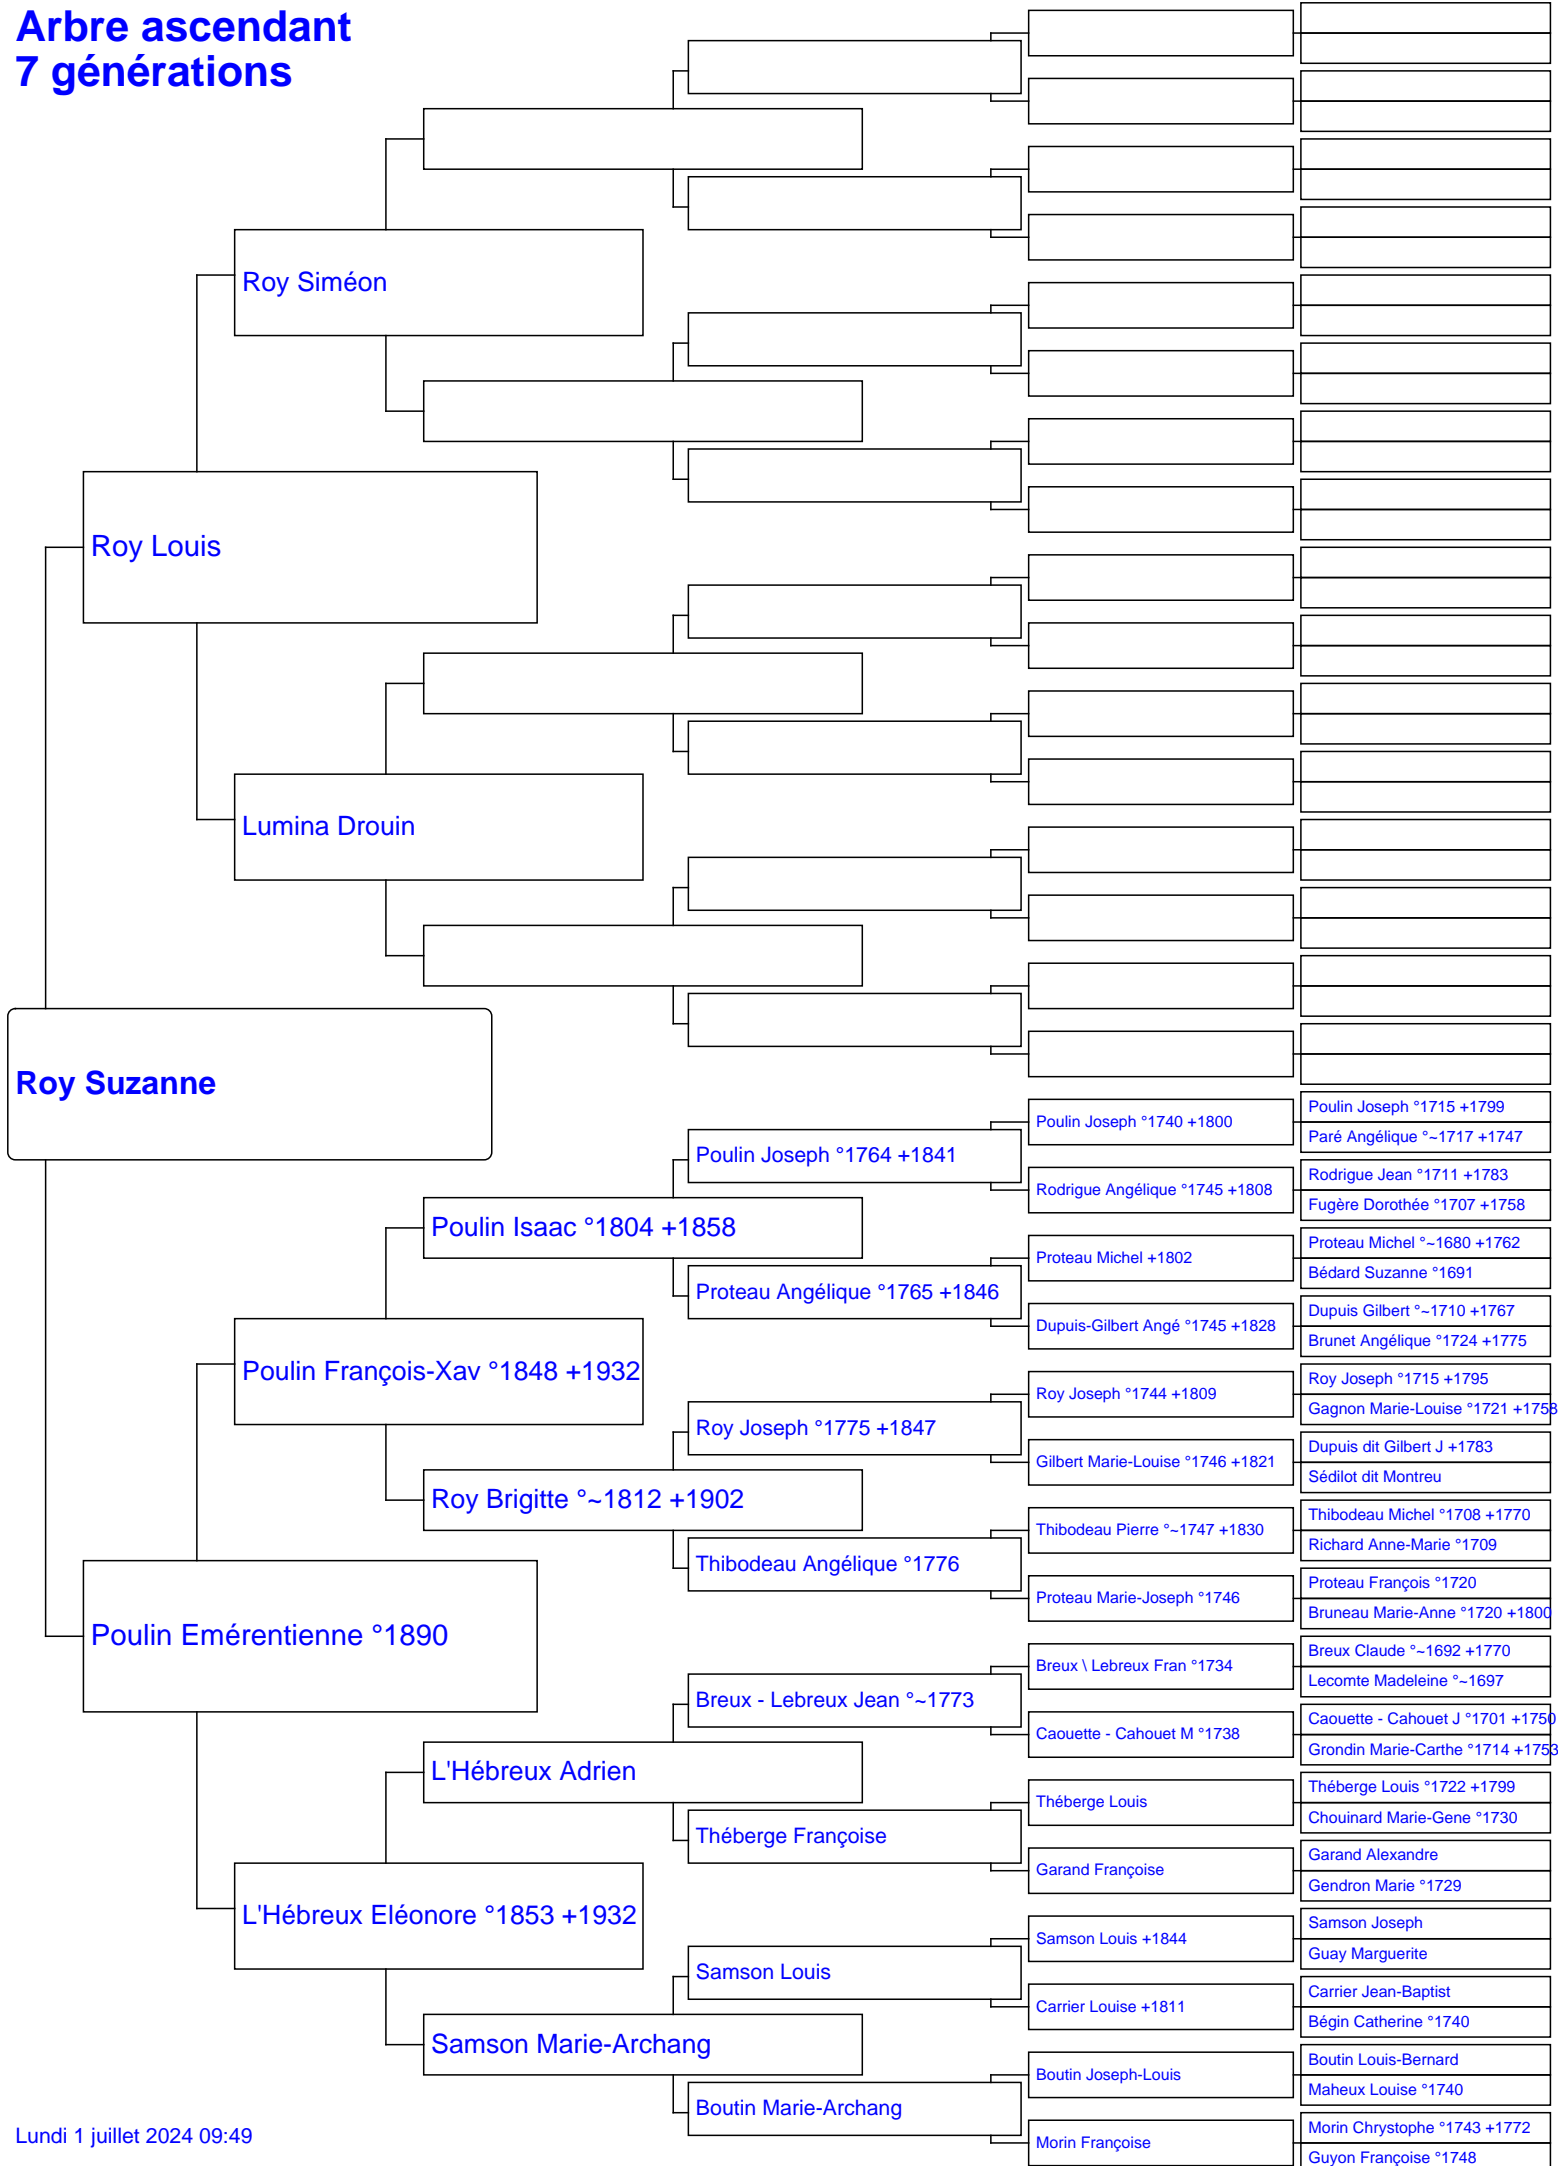 Arbre ascendant
7 générations
Roy Siméon
Roy Louis
Lumina Drouin
Roy Suzanne
Poulin Joseph °1740 +1800
Poulin Joseph °1715 +1799
Paré Angélique °~1717 +1747
Poulin Joseph °1764 +1841
Rodrigue Angélique °1745 +1808
Rodrigue Jean °1711 +1783
Fugère Dorothée °1707 +1758
Poulin Isaac °1804 +1858
Proteau Michel +1802
Proteau Michel °~1680 +1762
Bédard Suzanne °1691
Proteau Angélique °1765 +1846
Dupuis-Gilbert Angé °1745 +1828
Dupuis Gilbert °~1710 +1767
Brunet Angélique °1724 +1775
Poulin François-Xav °1848 +1932
Roy Joseph °1744 +1809
Roy Joseph °1715 +1795
Gagnon Marie-Louise °1721 +1758
Roy Joseph °1775 +1847
Gilbert Marie-Louise °1746 +1821
Dupuis dit Gilbert J +1783
Sédilot dit Montreu
Roy Brigitte °~1812 +1902
Thibodeau Pierre °~1747 +1830
Thibodeau Michel °1708 +1770
Richard Anne-Marie °1709
Thibodeau Angélique °1776
Proteau Marie-Joseph °1746
Proteau François °1720
Bruneau Marie-Anne °1720 +1800
Poulin Emérentienne °1890
Breux \ Lebreux Fran °1734
Breux Claude °~1692 +1770
Lecomte Madeleine °~1697
Breux - Lebreux Jean °~1773
Caouette - Cahouet M °1738
Caouette - Cahouet J °1701 +1750
Grondin Marie-Carthe °1714 +1753
L'Hébreux Adrien
Théberge Louis
Théberge Louis °1722 +1799
Chouinard Marie-Gene °1730
Théberge Françoise
Garand Françoise
Garand Alexandre
Gendron Marie °1729
L'Hébreux Eléonore °1853 +1932
Samson Louis +1844
Samson Joseph
Guay Marguerite
Samson Louis
Carrier Louise +1811
Carrier Jean-Baptist
Bégin Catherine °1740
Samson Marie-Archang
Boutin Joseph-Louis
Boutin Louis-Bernard
Maheux Louise °1740
Boutin Marie-Archang
Morin Françoise
Morin Chrystophe °1743 +1772
Guyon Françoise °1748
Lundi 1 juillet 2024 09:49